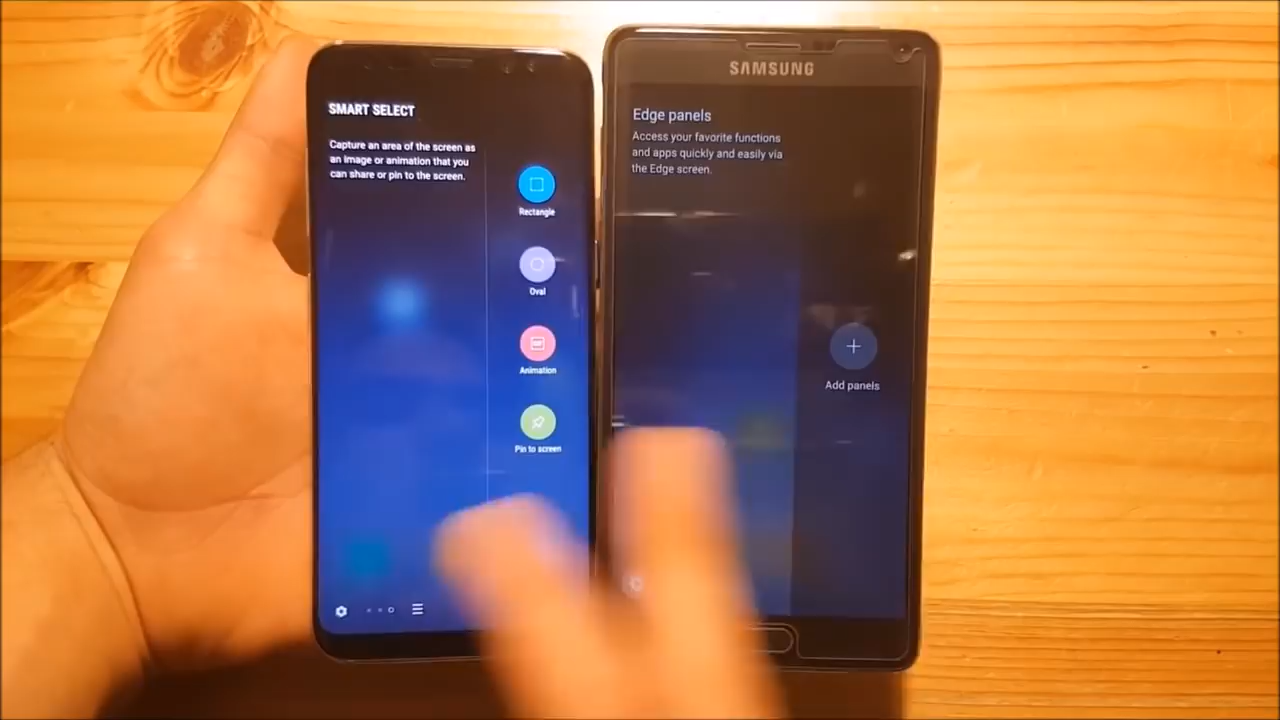 SMART SELECT
Capture an area of the screen as
an image or animation that you
can share or pin to the screen.
Rectangle
Oval
GIF
Animation
Pin to screen
SAMSUNG
Edge panels
Access your favorite functions
and apps quickly and easily via
the Edge screen.
Add panels